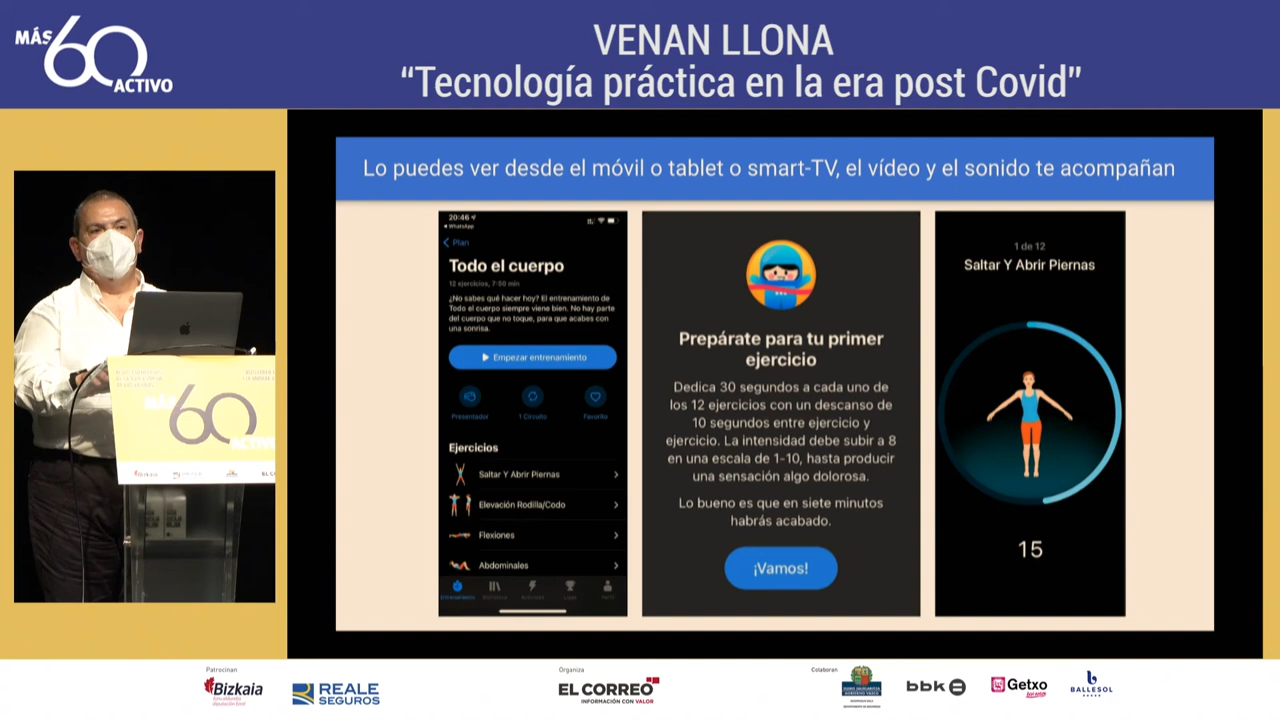 MÁS
60
ACTIVO
VENAN LLONA
“Tecnología práctica en la era post Covid”
Lo puedes ver desde el móvil o tablet o smart-TV, el vídeo y el sonido te acompañan
20:46
WhatsApp
Plan
Todo el cuerpo
12 ejercicios, 7:50 min
¿No sabes qué hacer hoy? El entrenamiento de
Todo el cuerpo siempre viene bien. No hay parte
del cuerpo que no toque, para que acabes con
una sonrisa.
Empezar entrenamiento
Presentador
1 Circuito
Favorito
Ejercicios
Saltar Y Abrir Piernas
Elevación Rodilla/Codo
Flexiones
Abdominales
Entrenamiento
Prepárate para tu primer
ejercicio
Dedica 30 segundos a cada uno de
los 12 ejercicios con un descanso de
10 segundos entre ejercicio y
ejercicio. La intensidad debe subir a 8
en una escala de 1-10, hasta producir
una sensación algo dolorosa.
Lo bueno es que en siete minutos
habrás acabado.
¡Vamos!
1 de 12
Saltar Y Abrir Piernas
15
MÁS
60
ACTIVO
Bizkaia
EL C
Patrocinan
Bizkaia
REALE
SEGUROS
Organiza
EL CORREO
INFORMACIÓN CON VALOR
Colaboran
bbk
Getxo
BALLESOL